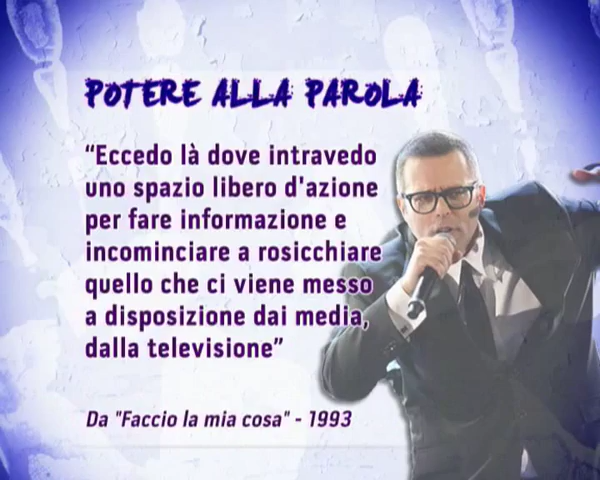 POTERE ALLA PAROLA
“Eccedo là dove intravedo
uno spazio libero d'azione
per fare informazione e
incominciare a rosicchiare
quello che ci viene messo
a disposizione dai media,
dalla televisione”
Da "Faccio la mia cosa" - 1993